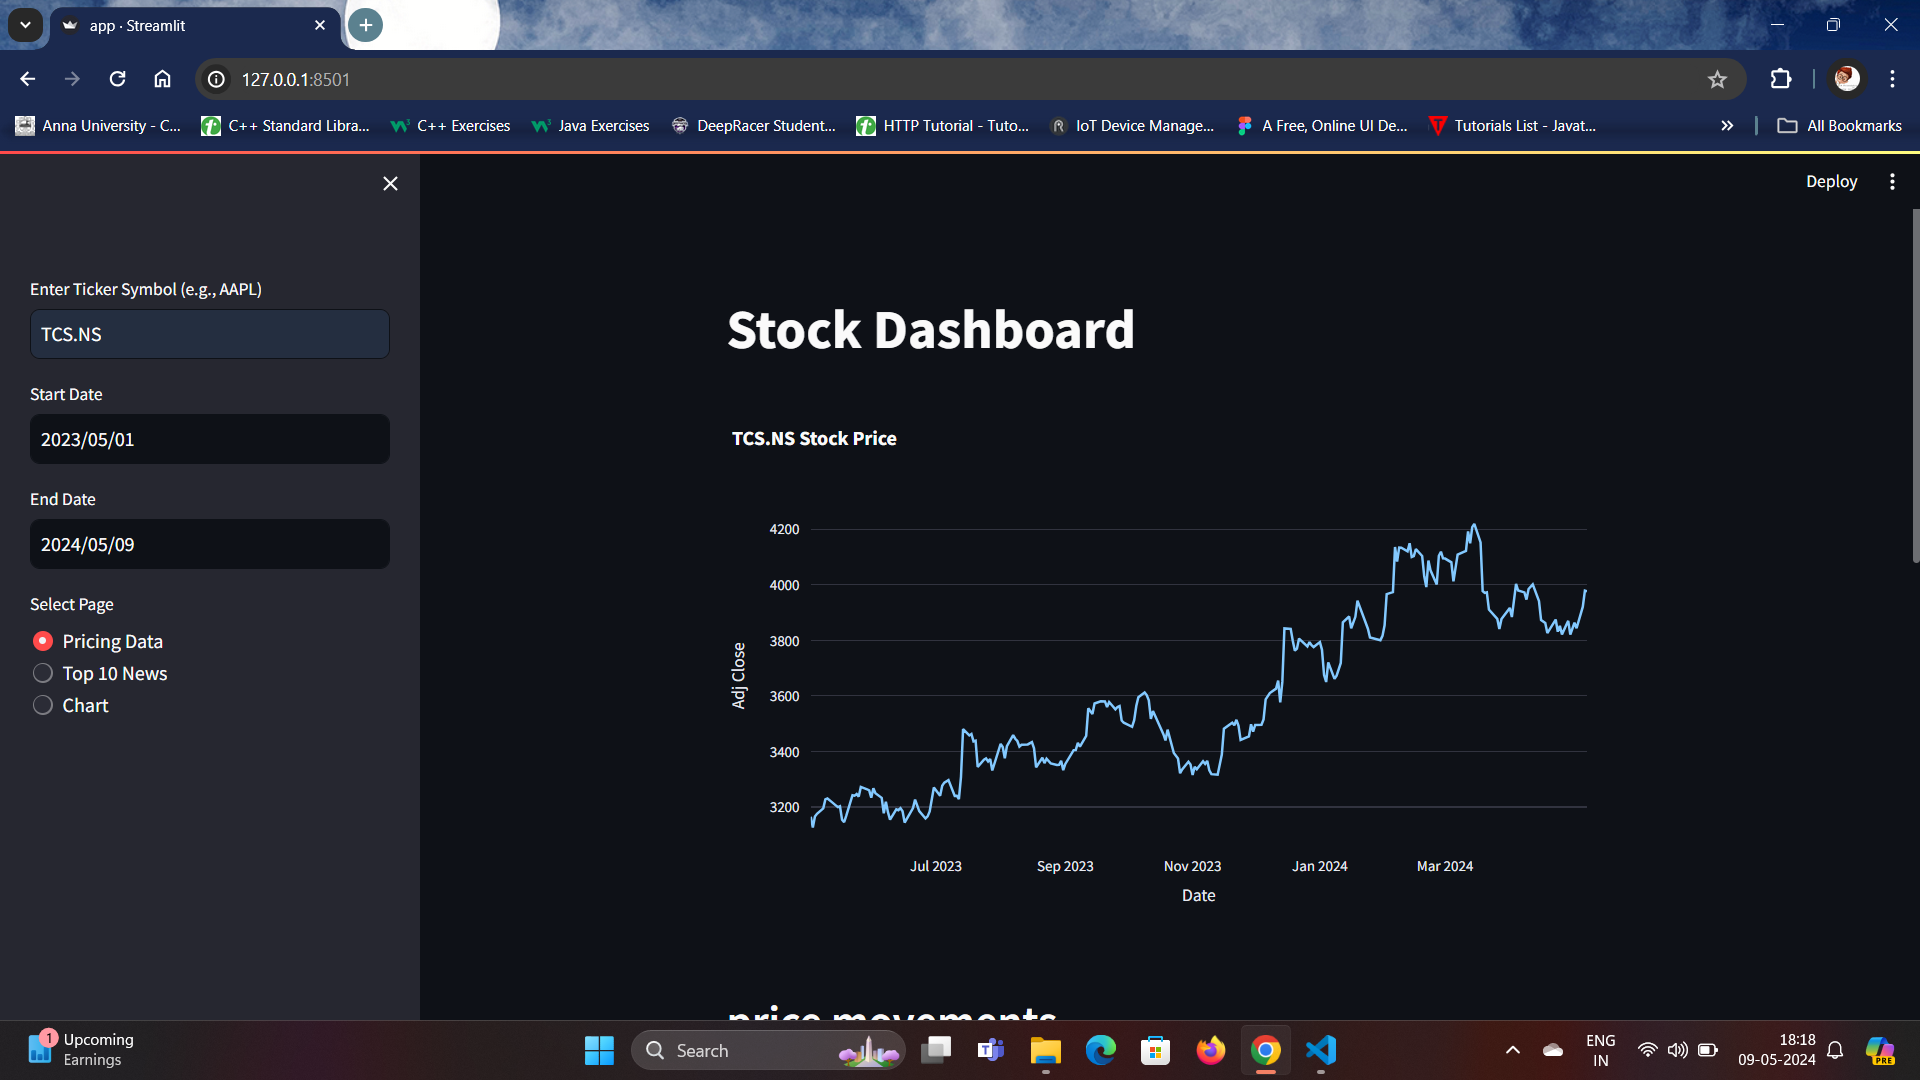 app · Streamlit
127.0.0.1:8501
Anna University - C...
C++ Standard Libra...
C++ Exercises
Java Exercises
DeepRacer Student...
HTTP Tutorial - Tuto...
IoT Device Manage...
A Free, Online UI De...
Tutorials List - Javat...
All Bookmarks
Deploy
Enter Ticker Symbol (e.g., AAPL)
TCS.NS
Start Date
2023/05/01
End Date
2024/05/09
Select Page
Pricing Data
Top 10 News
Chart
Stock Dashboard
TCS.NS Stock Price
4200
4000
3800
3600
3400
3200
Adj Close
Jul 2023
Sep 2023
Nov 2023
Jan 2024
Mar 2024
Date
price movements
1
Upcoming
Earnings
Search
ENG
IN
18:18
09-05-2024
PRE